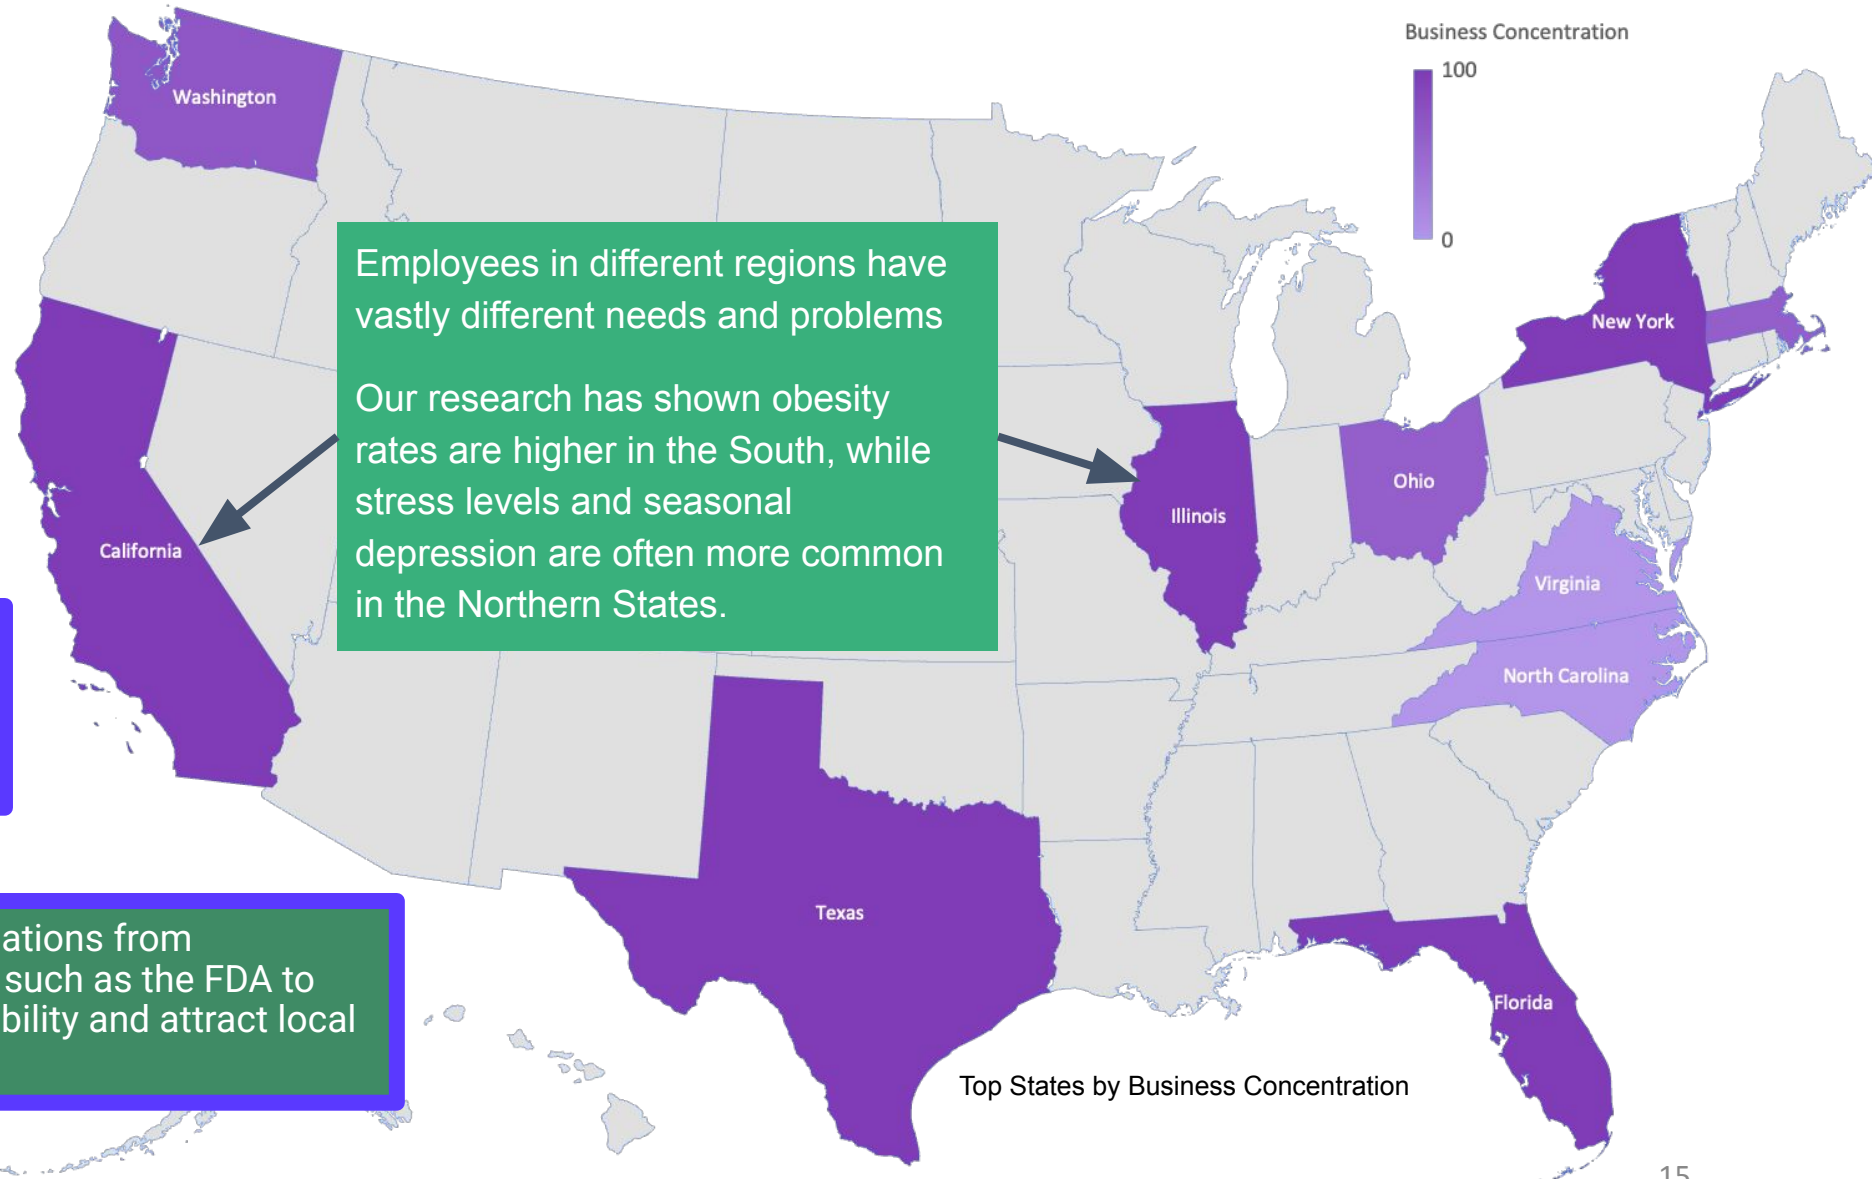 Business Concentration
100
0
Washington
Employees in different regions have
vastly different needs and problems
Our research has shown obesity
rates are higher in the South, while
stress levels and seasonal
depression are often more common
in the Northern States.
New York
Ohio
Illinois
California
Virginia
North Carolina
Texas
ations from
such as the FDA to
bility and attract local
Florida
Top States by Business Concentration
15